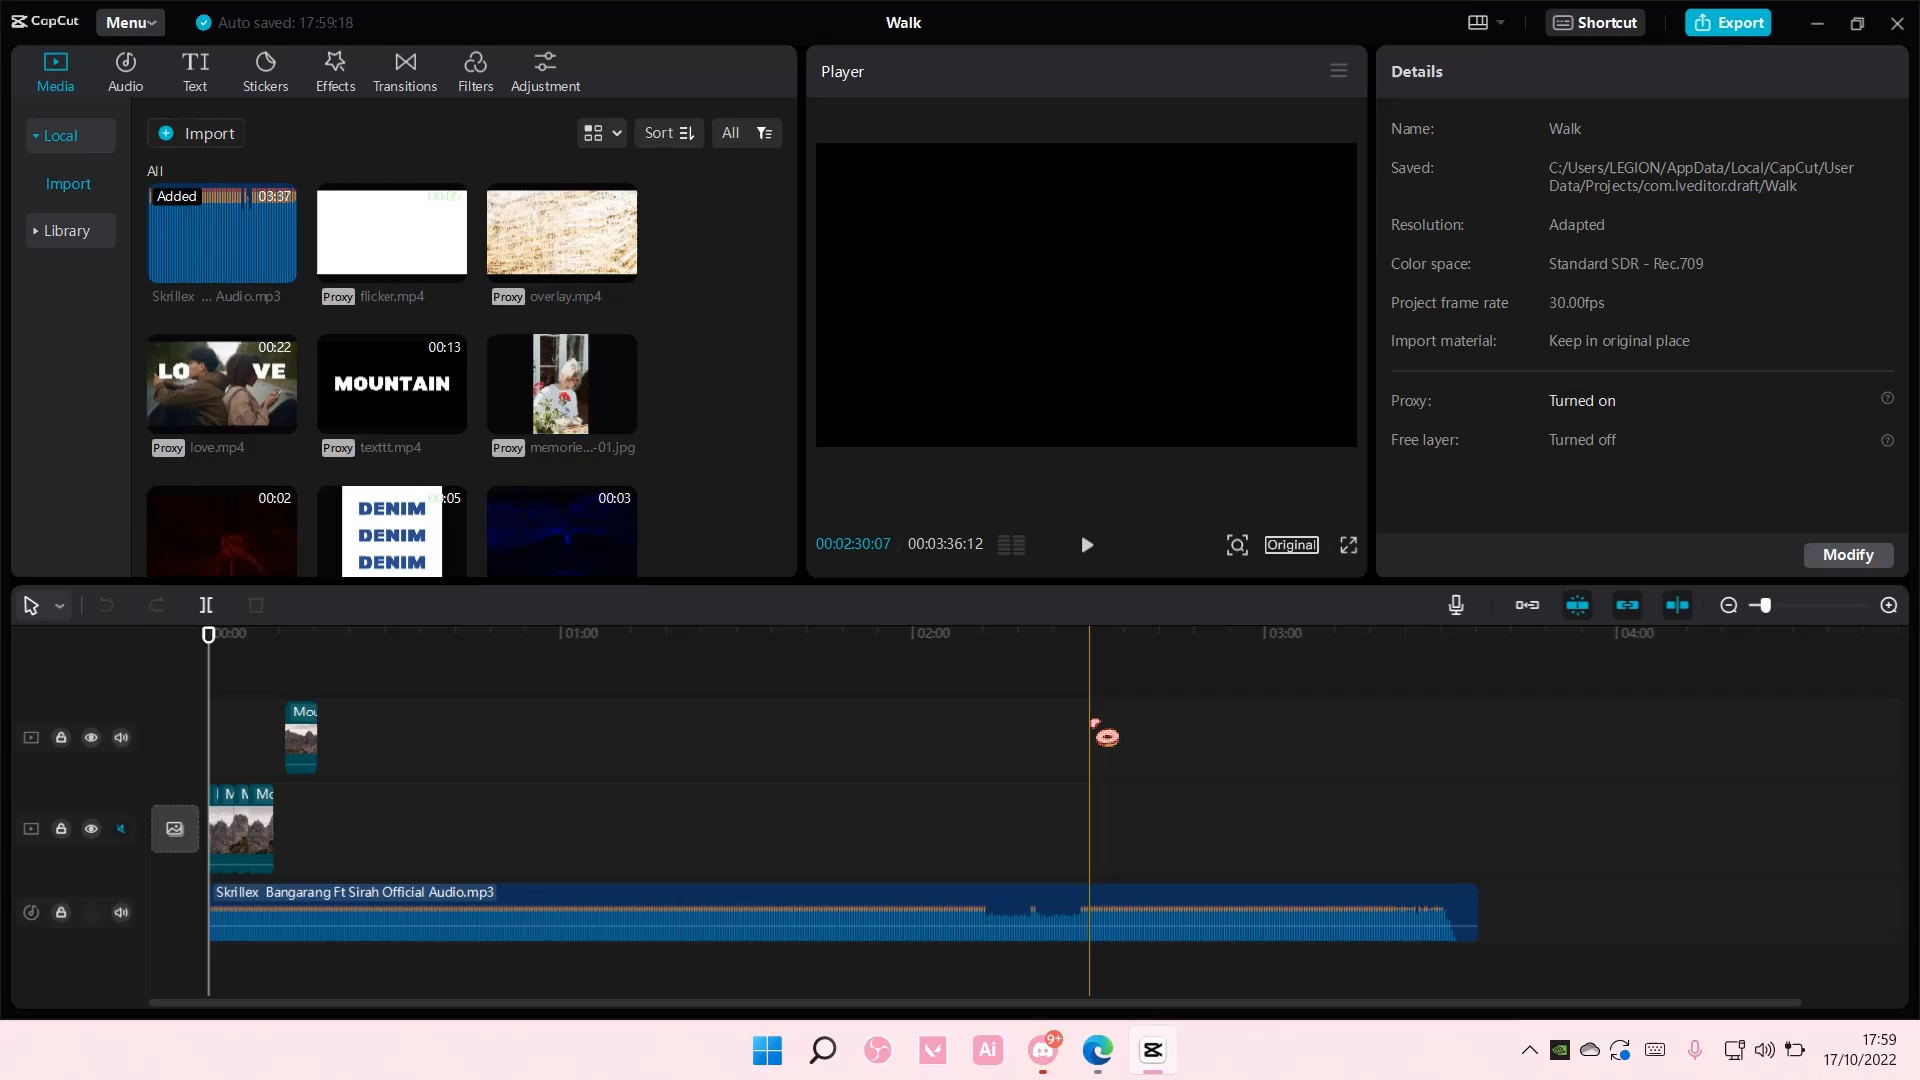 CapCut
Menu
Auto saved: 17:59:18
Walk
Shortcut
Export
Media
Audio
TI
Text
Stickers
Effects
Transitions
Filters
Adjustment
Player
Details
Local
Import
Library
Import
Sort
All
All
Added
03:37
Skrillex ... Audio.mp3
Proxy flicker.mp4
Proxy overlay.mp4
00:22
LO VE
00:13
MOUNTAIN
Proxy love.mp4
Proxy texttt.mp4
Proxy memorie...-01.jpg
00:02
:05
DENIM
DENIM
DENIM
00:03
00:02:30:07 / 00:03:36:12
Original
Name: Walk
Saved: C:/Users/LEGION/AppData/Local/CapCut/User
Data/Projects/com.lveditor.draft/Walk
Resolution: Adapted
Color space: Standard SDR - Rec.709
Project frame rate 30.00fps
Import material: Keep in original place
Proxy: Turned on
Free layer: Turned off
Modify
00:00
01:00
02:00
03:00
04:00
Mou
M
M
Mo
Skrillex Bangarang Ft Sirah Official Audio.mp3
Ai
9+
17:59
17/10/2022